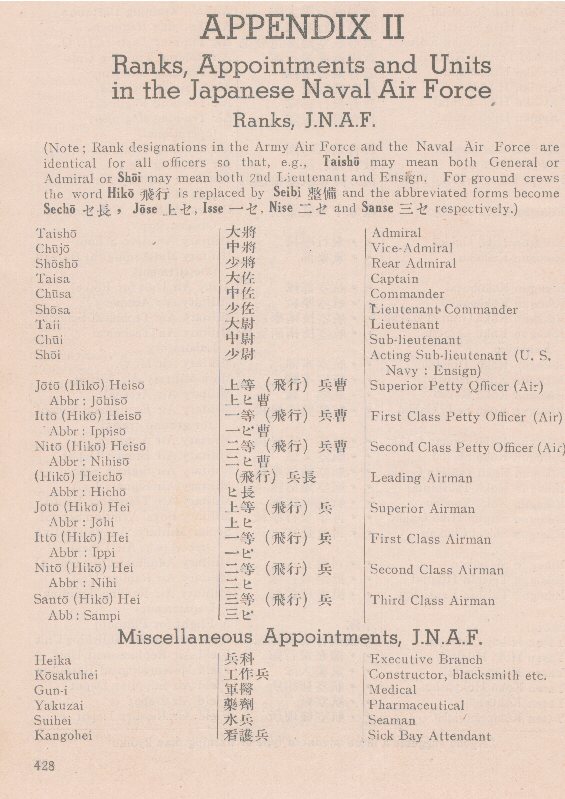 APPENDIX II
Ranks, Appointments and Units
in the Japanese Naval Air Force
Ranks, J.N.A.F.
(Note; Rank designations in the Army Air Force and the Naval Air Force are
identical for all officers so that, e.g., Taishō may mean both General or
Admiral or Shōi may mean both 2nd Lieutenant and Ensign. For ground crews
the word Hikō 飛行 is replaced by Seibi 整備 and the abbreviated forms become
Sechō セ長, Jōse 上セ, Isse 一セ, Nise 二セ and Sanse 三セ respectively.)
Taishō 大將 Admiral
Chūjō 中將 Vice-Admiral
Shōshō 少將 Rear Admiral
Taisa 大佐 Captain
Chūsa 中佐 Commander
Shōsa 少佐 Lieutenant-Commander
Taii 大尉 Lieutenant
Chūi 中尉 Sub-lieutenant
Shōi 少尉 Acting Sub-lieutenant (U. S.
Navy : Ensign)
Jōtō (Hikō) Heisō 上等 (飛行) 兵曹 Superior Petty Officer (Air)
Abbr : Jōhisō 上ヒ曹
Ittō (Hikō) Heisō 一等 (飛行) 兵曹 First Class Petty Officer (Air)
Abbr : Ippisō 一ピ曹
Nitō (Hikō) Heisō 二等 (飛行) 兵曹 Second Class Petty Officer (Air)
Abbr : Nihisō 二ヒ曹
(Hikō) Heichō (飛行) 兵長 Leading Airman
Abbr : Hichō ヒ長
Jōtō (Hikō) Hei 上等 (飛行) 兵 Superior Airman
Abbr : Jōhi 上ヒ
Ittō (Hikō) Hei 一等 (飛行) 兵 First Class Airman
Abbr : Ippi 一ピ
Nitō (Hikō) Hei 二等 (飛行) 兵 Second Class Airman
Abbr : Nihi 二ヒ
Santō (Hikō) Hei 三等 (飛行) 兵 Third Class Airman
Abb : Sampi 三ピ
Miscellaneous Appointments, J.N.A.F.
Heika 兵科 Executive Branch
Kōsakuhei 工作兵 Constructor, blacksmith etc.
Gun-i 軍醫 Medical
Yakuzai 藥劑 Pharmaceutical
Suihei 水兵 Seaman
Kangohei 看護兵 Sick Bay Attendant
428